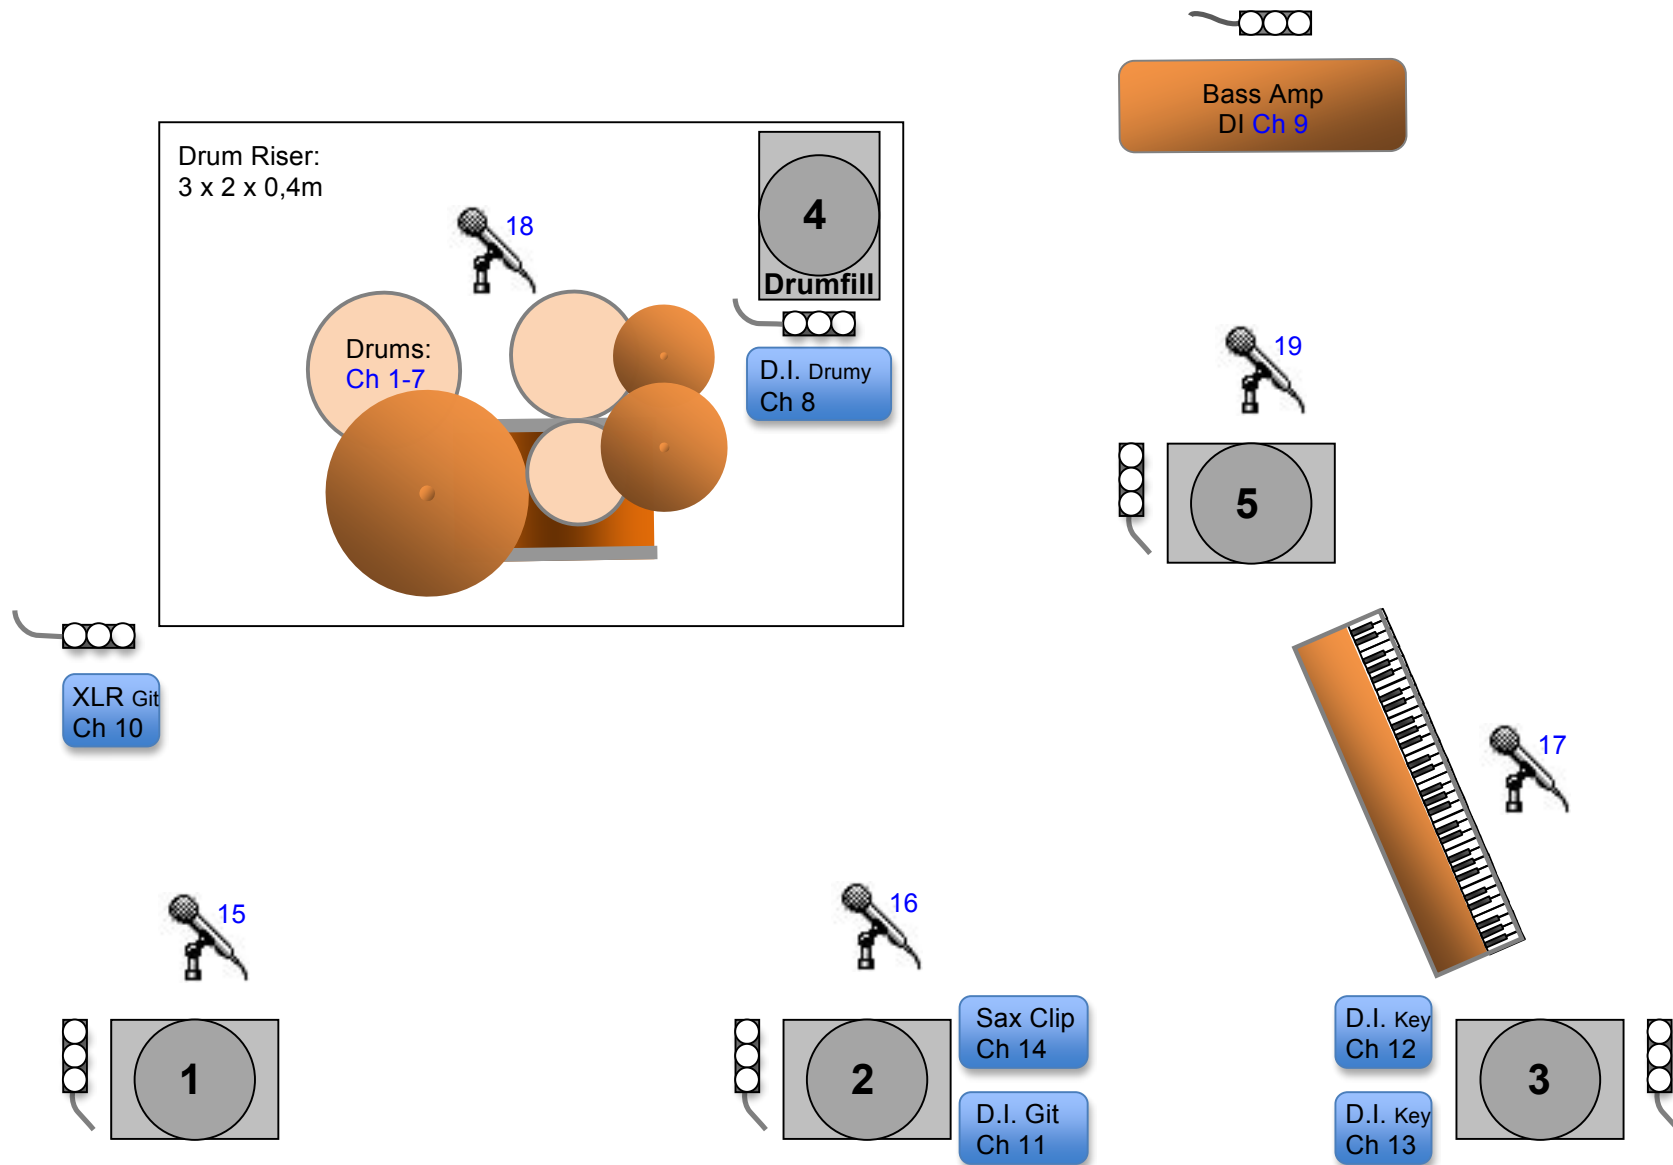 Bass Amp
DI Ch 9
Drum Riser:
3 x 2 x 0,4m
18
4
Drumfill
Drums:
Ch 1-7
D.I. Drumy
Ch 8
19
5
XLR Git
Ch 10
17
15
16
1
2
Sax Clip
Ch 14
D.I. Git
Ch 11
D.I. Key
Ch 12
D.I. Key
Ch 13
3